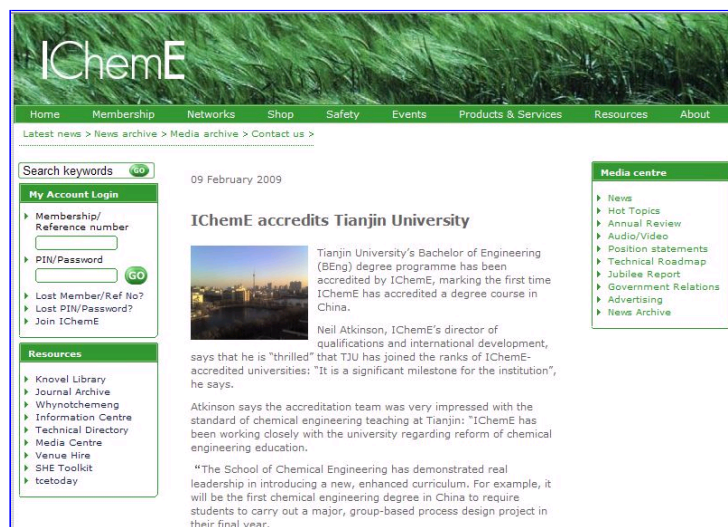 IChemE
Home Membership Networks Shop Safety Events Products & Services Resources About
Latest news > News archive > Media archive > Contact us >
Search keywords GO
My Account Login
Membership/
Reference number
PIN/Password
GO
Lost Member/Ref No?
Lost PIN/Password?
Join IChemE
Resources
Knovel Library
Journal Archive
Whynotchemeng
Information Centre
Technical Directory
Media Centre
Venue Hire
SHE Toolkit
tcetoday
09 February 2009
IChemE accredits Tianjin University
Tianjin University's Bachelor of Engineering
(BEng) degree programme has been
accredited by IChemE, marking the first time
IChemE has accredited a degree course in
China.
Neil Atkinson, IChemE's director of
qualifications and international development,
says that he is "thrilled" that TJU has joined the ranks of IChemE-
accredited universities: "It is a significant milestone for the institution",
he says.
Atkinson says the accreditation team was very impressed with the
standard of chemical engineering teaching at Tianjin: "IChemE has
been working closely with the university regarding reform of chemical
engineering education.
"The School of Chemical Engineering has demonstrated real
leadership in introducing a new, enhanced curriculum. For example, it
will be the first chemical engineering degree in China to require
students to carry out a major, group-based process design project in
their final year.
Media centre
News
Hot Topics
Annual Review
Audio/Video
Position statements
Technical Roadmap
Jubilee Report
Government Relations
Advertising
News Archive